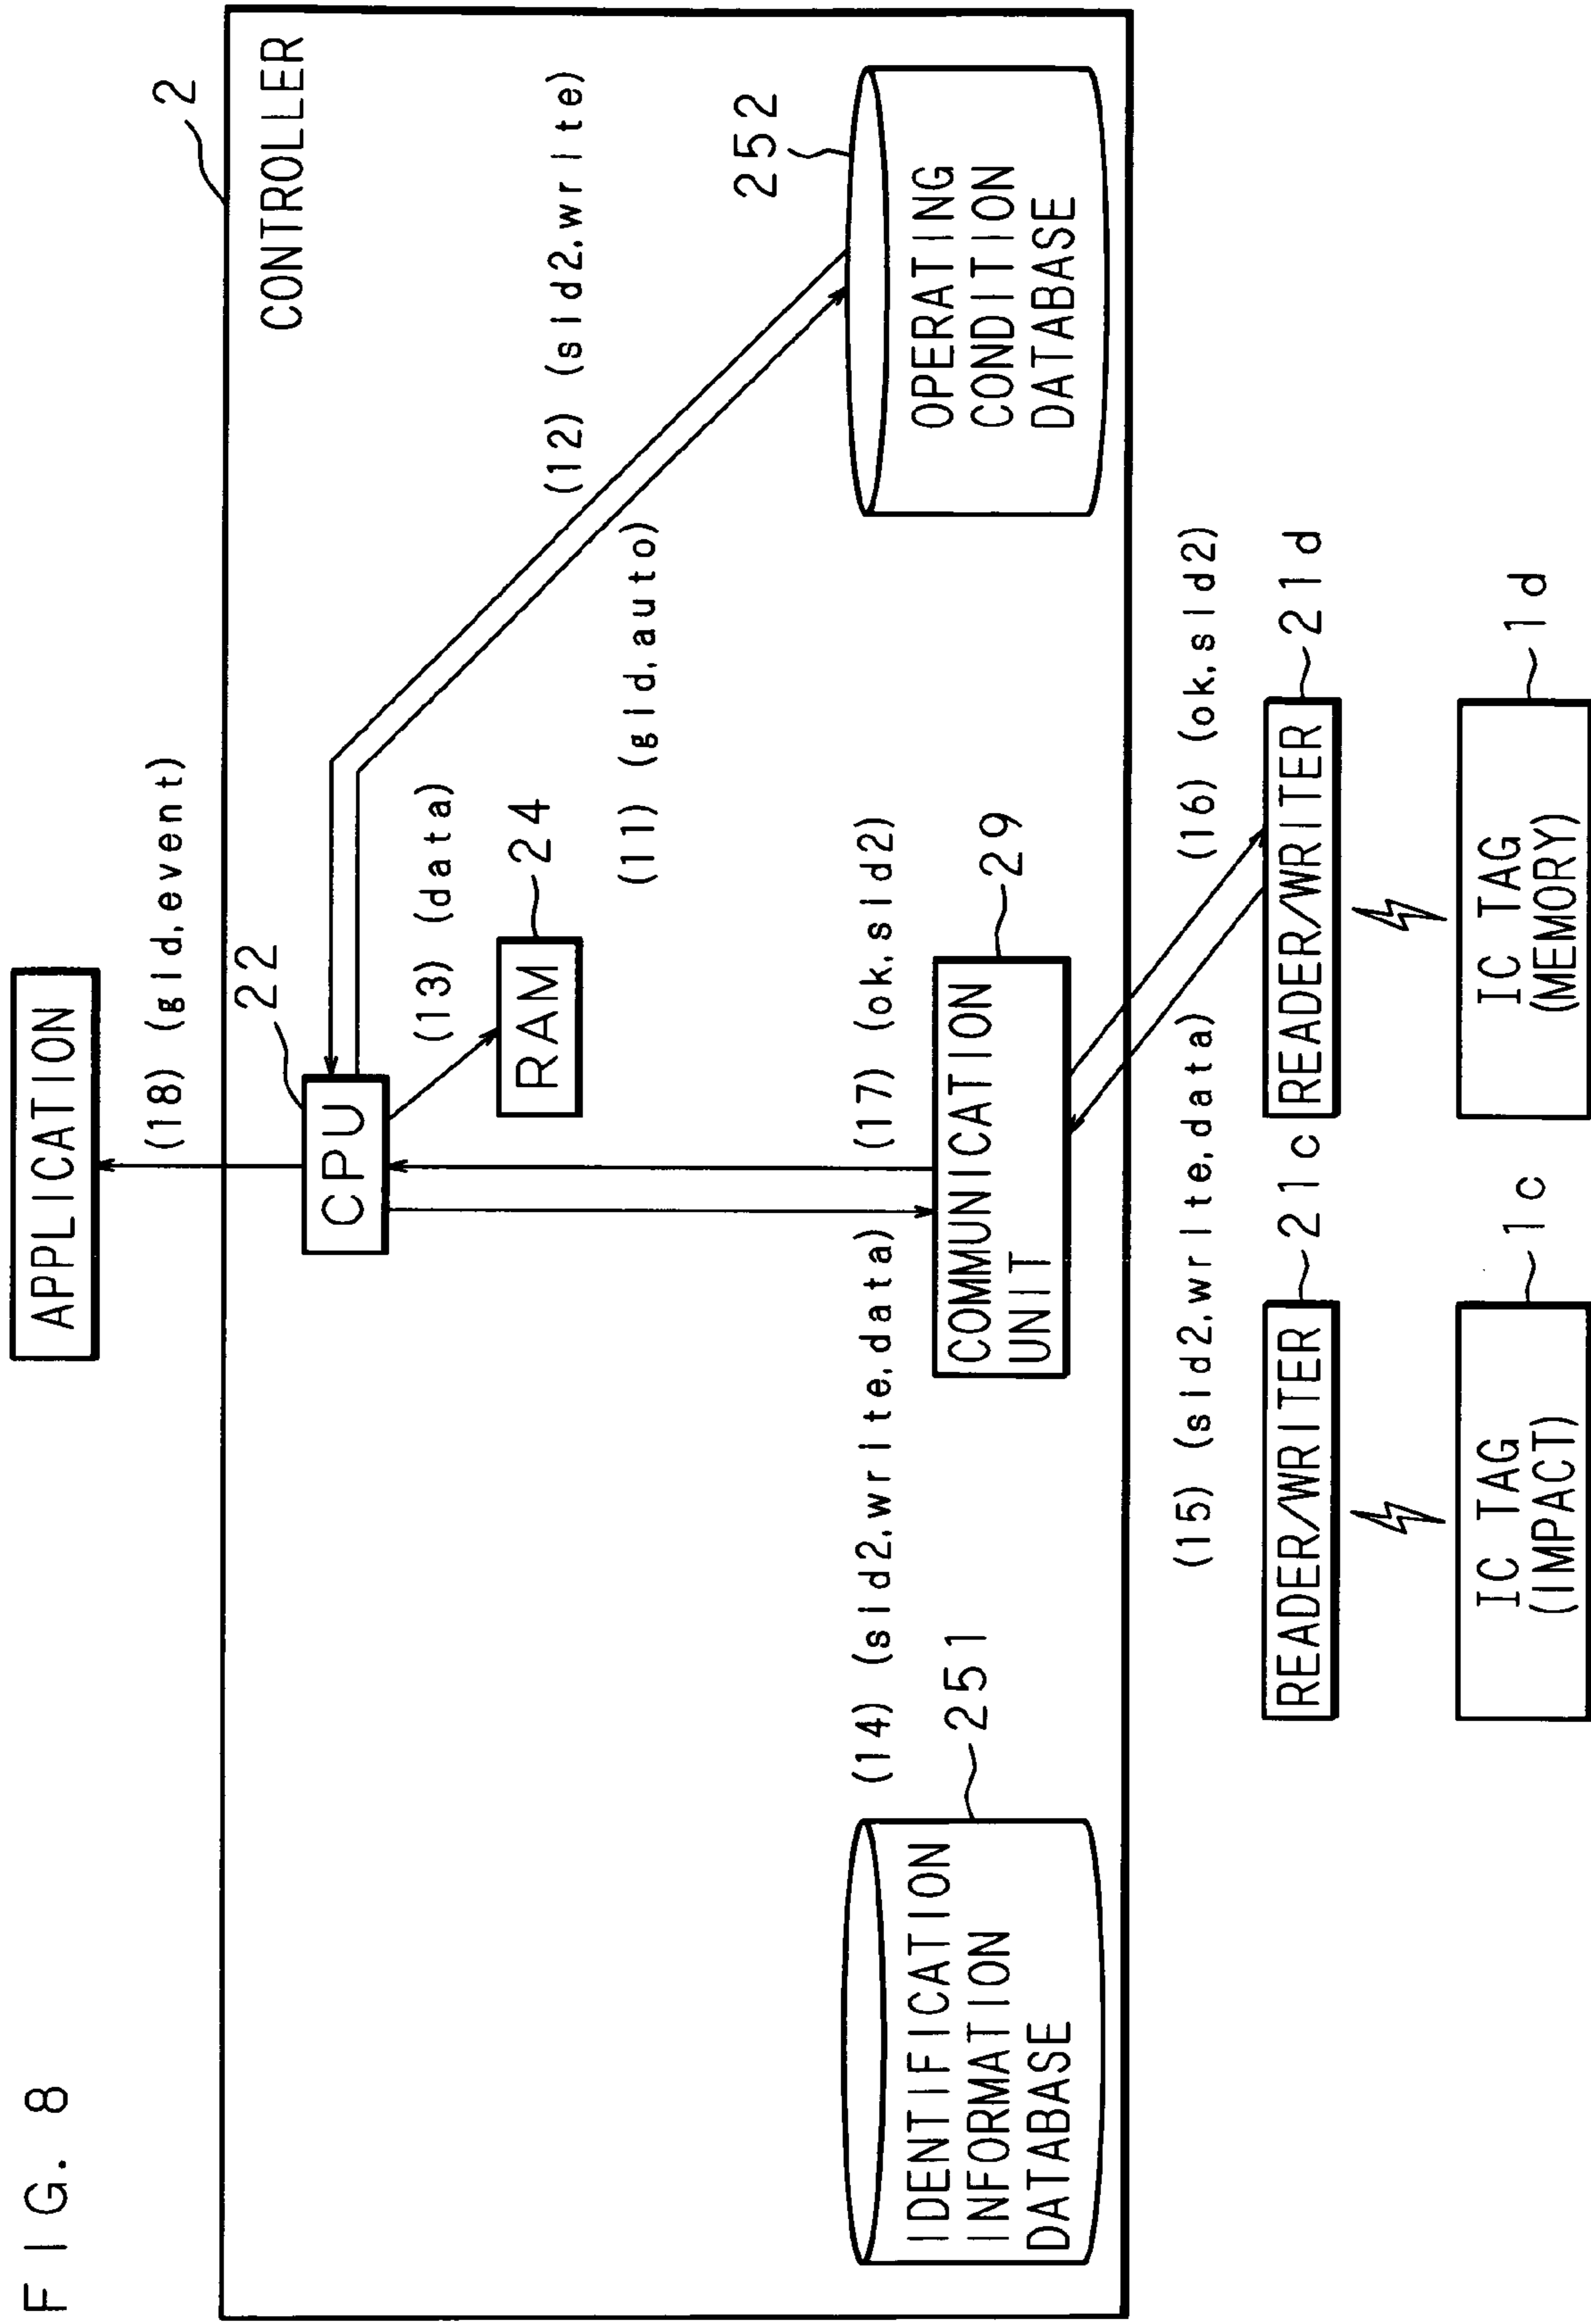 FIG. 8
APPLICATION
(18) (gid, event)
2
CONTROLLER
22
CPU
(13) (data)
24
RAM
(12) (sid2, write)
(11) (gid, auto)
252
OPERATING
CONDITION
DATABASE
(14) (sid2, write, data)
(17) (ok, sid2)
251
IDENTIFICATION
INFORMATION
DATABASE
29
COMMUNICATION
UNIT
(15) (sid2, write, data)
(16) (ok, sid2)
READER/WRITER
21c
READER/WRITER
21d
IC TAG
(IMPACT)
1c
IC TAG
(MEMORY)
1d